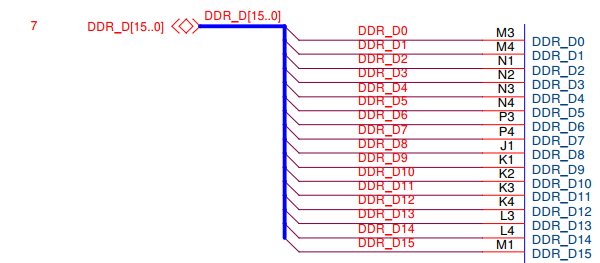 7 DDR_D[15..0] DDR_D[15..0]
DDR_D0 M3 DDR_D0
DDR_D1 M4 DDR_D1
DDR_D2 N1 DDR_D2
DDR_D3 N2 DDR_D3
DDR_D4 N3 DDR_D4
DDR_D5 N4 DDR_D5
DDR_D6 P3 DDR_D6
DDR_D7 P4 DDR_D7
DDR_D8 J1 DDR_D8
DDR_D9 K1 DDR_D9
DDR_D10 K2 DDR_D10
DDR_D11 K3 DDR_D11
DDR_D12 K4 DDR_D12
DDR_D13 L3 DDR_D13
DDR_D14 L4 DDR_D14
DDR_D15 M1 DDR_D15